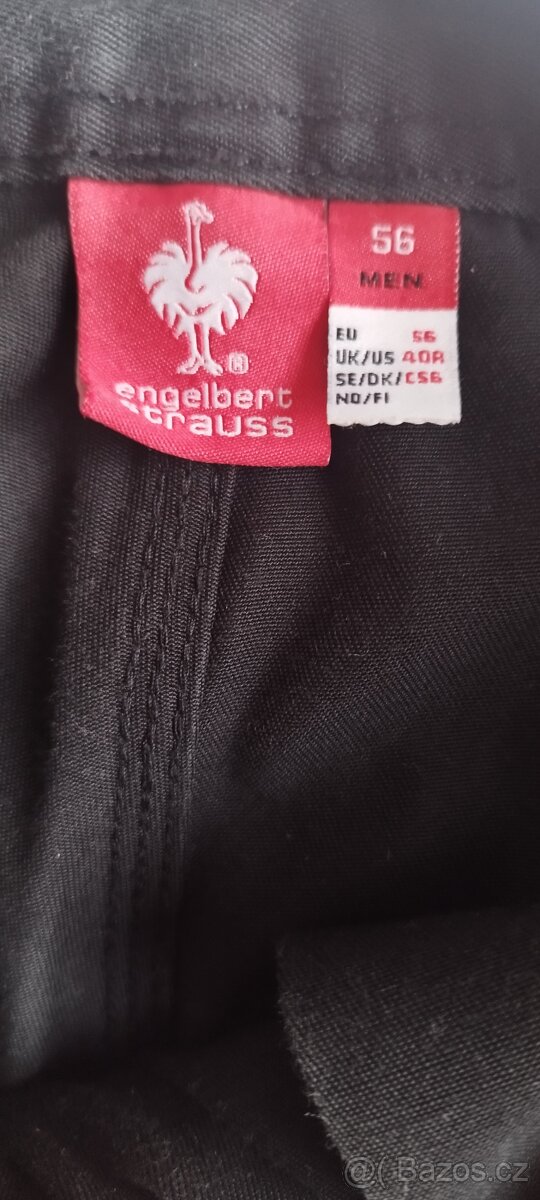 engelbert
strauss
®
56
MEN
EU 56
UK/US 40R
SE/DK/ C56
NO/FI
Bazos.cz